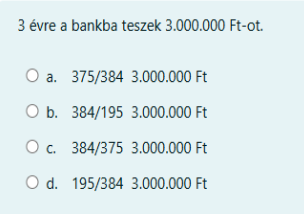 3 évre a bankba teszek 3.000.000 Ft-ot.
a. 375/384 3.000.000 Ft
b. 384/195 3.000.000 Ft
c. 384/375 3.000.000 Ft
d. 195/384 3.000.000 Ft